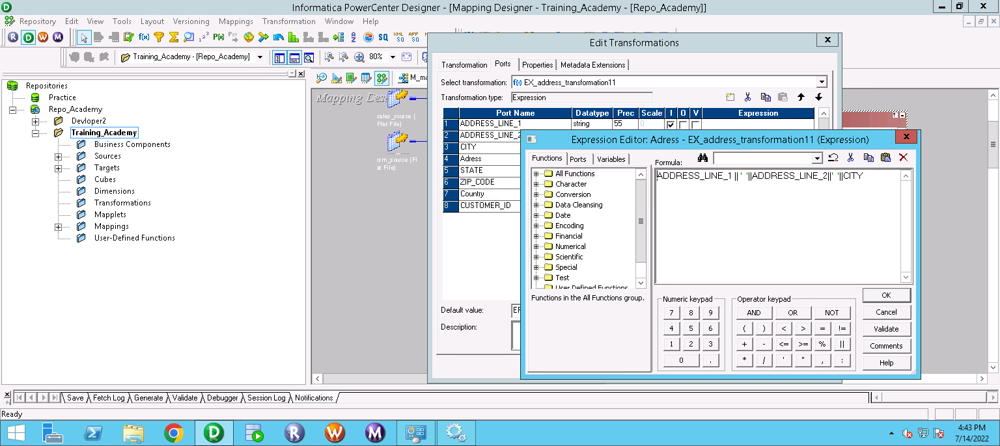 Informatica PowerCenter Designer - [Mapping Designer - Training_Academy - [Repo_Academy]]
Repository Edit View Tools Layout Versioning Mappings Transformation Window Help
Training_Academy - [Repo_Academy]
80%
Repositories
Practice
Repo_Academy
Devloper2
Training_Academy
Business Components
Sources
Targets
Cubes
Dimensions
Transformations
Mapplets
Mappings
User-Defined Functions
M_ma
Mapping Des
sales_source (
Flat File)
crm_source (Fl
at File)
Edit Transformations
Transformation Ports Properties Metadata Extensions
Select transformation: f(x) EX_address_transformation11
Transformation type: Expression
Port Name Datatype Prec Scale I O V Expression
1 ADDRESS_LINE_1 string 55 0
2 ADDRESS_LINE_2
3 CITY
4 Adress
5 STATE
6 ZIP_CODE
7 Country
8 CUSTOMER_ID
Default value: ER
Description:
Expression Editor: Adress - EX_address_transformation11 (Expression)
Functions Ports Variables
Formula:
ADDRESS_LINE_1 || ' '||ADDRESS_LINE_2||' '||CITY
All Functions
Character
Conversion
Data Cleansing
Date
Encoding
Financial
Numerical
Scientific
Special
Test
User Defined Functions
Functions in the All Functions group.
Numeric keypad
7 8 9
4 5 6
1 2 3
0 .
Operator keypad
AND OR NOT
( ) < > = !=
+ - <= >= % ||
* / ' " , :
OK
Cancel
Validate
Comments
Help
Save Fetch Log Generate Validate Debugger Session Log Notifications
Ready
4:43 PM
7/14/2022